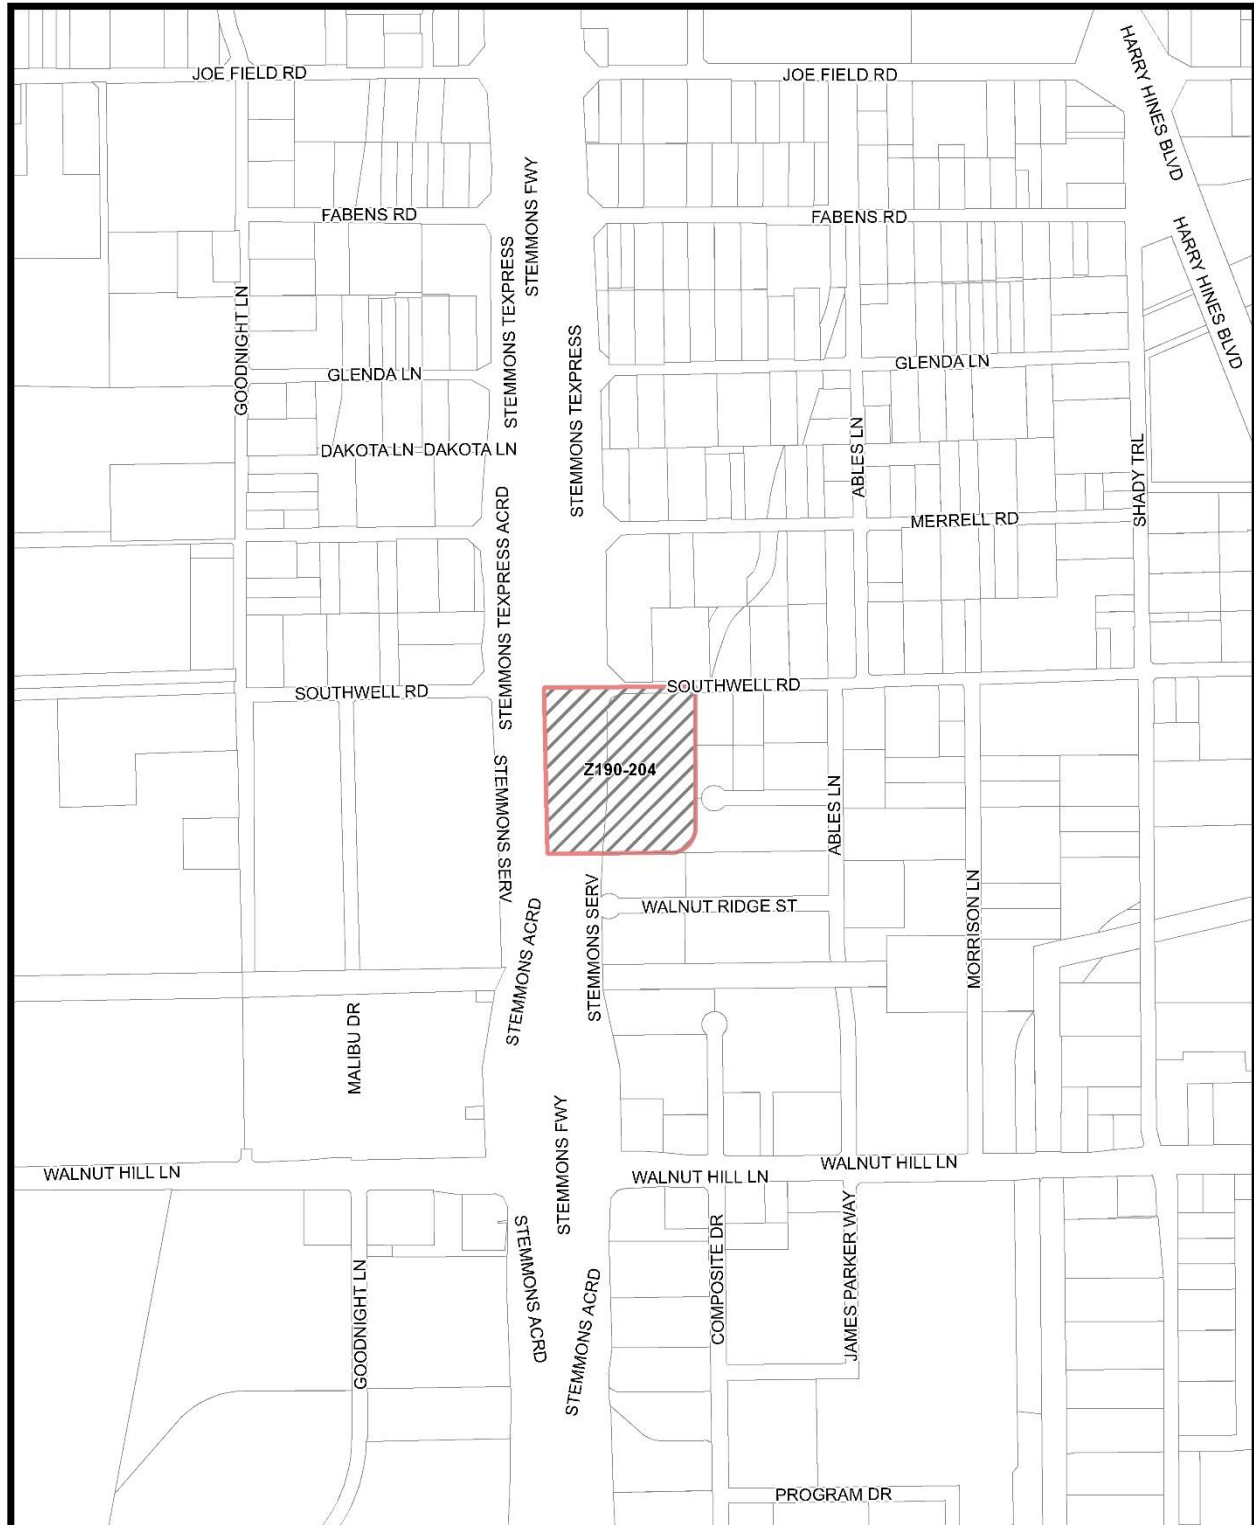 JOE FIELD RD
JOE FIELD RD
HARRY HINES BLVD
STEMMONS FWY
FABENS RD
FABENS RD
HARRY HINES BLVD
STEMMONS TEXPRESS
GOODNIGHT LN
STEMMONS TEXPRESS
GLENDA LN
GLENDA LN
DAKOTA LN
DAKOTA LN
ABLES LN
SHADY TRL
STEMMONS TEXPRESS ACRD
MERRELL RD
SOUTHWELL RD
SOUTHWELL RD
Z190-204
STEMMONS SERV
ABLES LN
STEMMONS SERV
WALNUT RIDGE ST
MORRISON LN
STEMMONS ACRD
MALIBU DR
STEMMONS FWY
WALNUT HILL LN
WALNUT HILL LN
WALNUT HILL LN
STEMMONS ACRD
COMPOSITE DR
JAMES PARKER WAY
GOODNIGHT LN
STEMMONS ACRD
PROGRAM DR